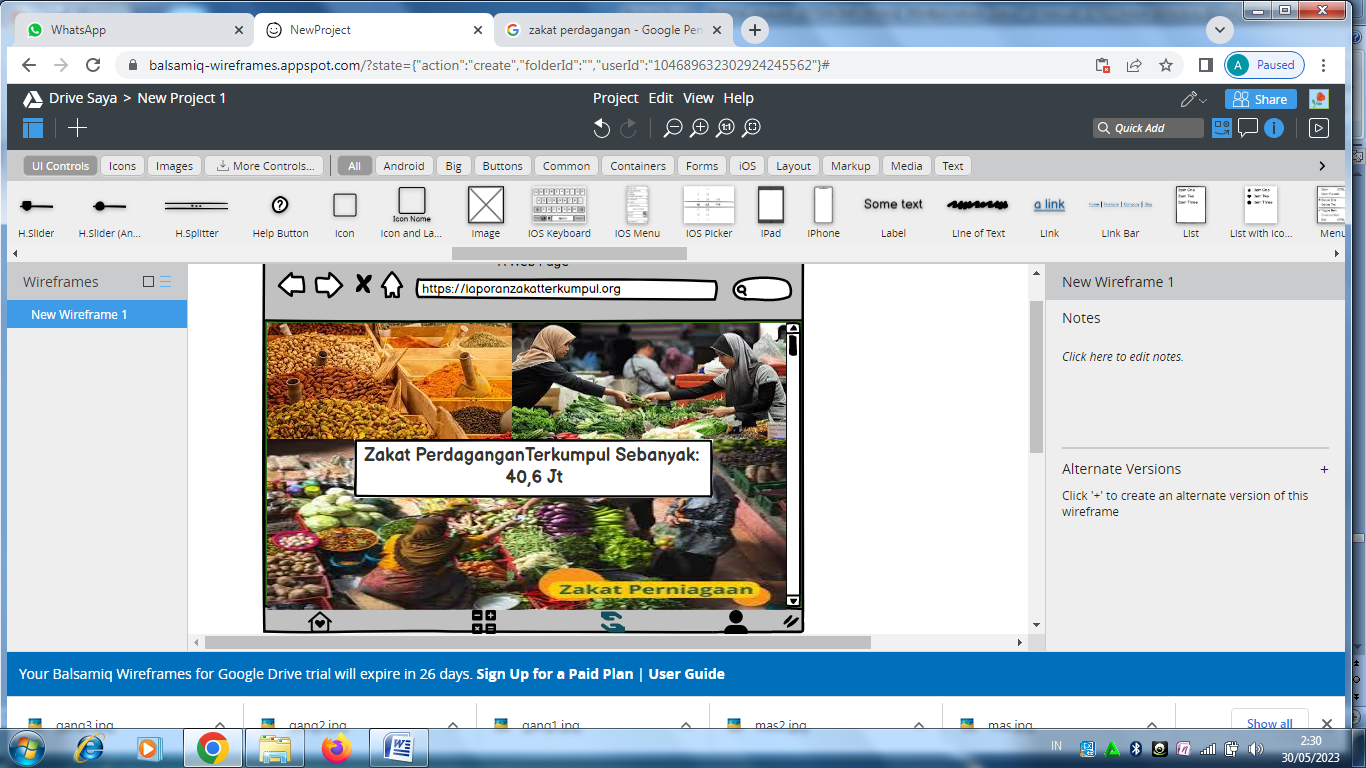 WhatsApp
NewProject
zakat perdagangan - Google Pen
balsamiq-wireframes.appspot.com/?state={"action":"create","folderId":"","userId":"104689632302924245562"}#
A Paused
Drive Saya > New Project 1
Project Edit View Help
Share
1:1
Quick Add
UI Controls Icons Images More Controls... All Android Big Buttons Common Containers Forms iOS Layout Markup Media Text
Icon Name
Some text
a link
H.Slider H.Slider (An... H.Splitter Help Button Icon Icon and La... Image iOS Keyboard iOS Menu iOS Picker iPad iPhone Label Line of Text Link Link Bar List List with Ico... Menu
Wireframes
New Wireframe 1
A Web Page
https://laporanzakatterkumpul.org
Zakat PerdaganganTerkumpul Sebanyak:
40,6 Jt
Zakat Perniagaan
New Wireframe 1
Notes
Click here to edit notes.
Alternate Versions +
Click '+' to create an alternate version of this
wireframe
Your Balsamiq Wireframes for Google Drive trial will expire in 26 days. Sign Up for a Paid Plan | User Guide
gang3.jpg gang2.jpg gang1.jpg mas2.jpg mas.jpg Show all
IN
2:30
30/05/2023